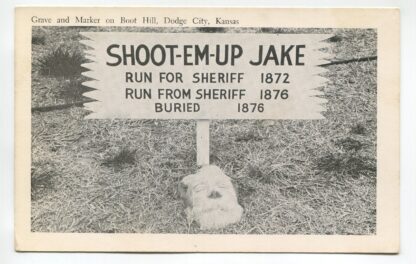 Grave and Marker on Boot Hill, Dodge City, Kansas
SHOOT-EM-UP JAKE
RUN FOR SHERIFF 1872
RUN FROM SHERIFF 1876
BURIED 1876